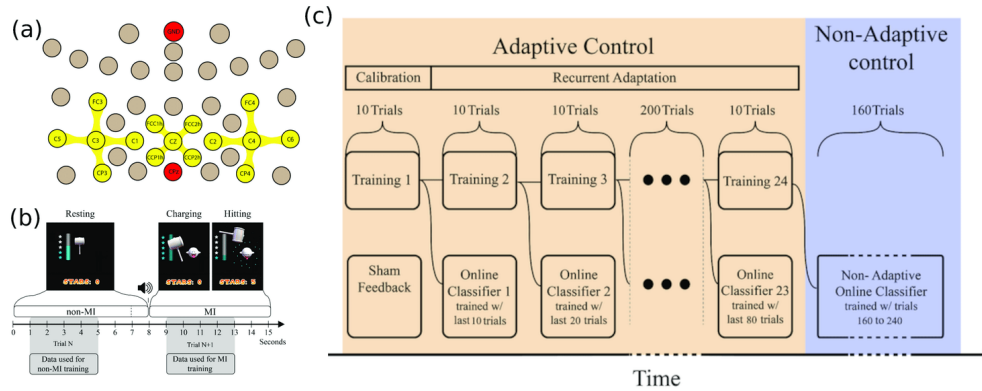 (a)
GND
FC3
FC4
FCC1h
FCC2h
C5
C3
C1
CZ
C2
C4
C6
CCP1h
CCP2h
CP3
CP4
(b)
Resting
Charging
Hitting
STARS: 0
STARS: 0
non-MI
MI
0 1 2 3 4 5 6 7 8 9 10 11 12 13 14 15 Seconds
Trial N
Trial N+1
Data used for
non-MI training
Data used for MI
training
(c)
Adaptive Control
Non-Adaptive
control
Calibration
Recurrent Adaptation
10 Trials
10 Trials
10 Trials
200 Trials
10 Trials
160 Trials
Training 1
Training 2
Training 3
Training 24
Sham
Feedback
Online
Classifier 1
trained w/
last 10 trials
Online
Classifier 2
trained w/
last 20 trials
Online
Classifier 23
trained w/
last 80 trials
Non- Adaptive
Online Classifier
trained w/ trials
160 to 240
Time